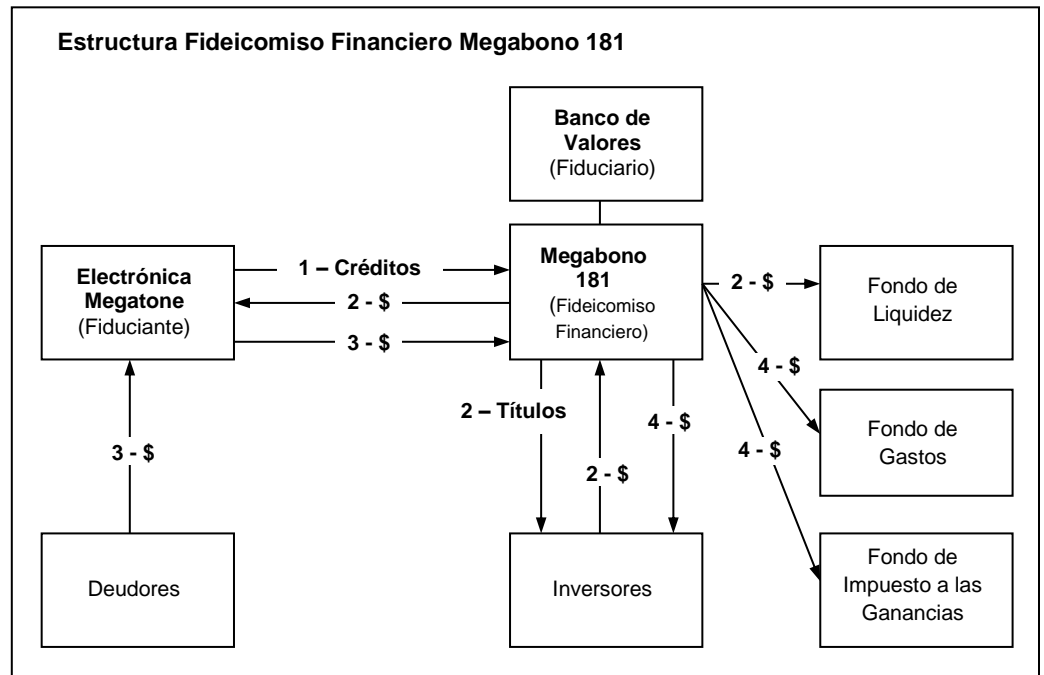 Estructura Fideicomiso Financiero Megabono 181
Banco de
Valores
(Fiduciario)
Electrónica
Megatone
(Fiduciante)
1 – Créditos
2 - $
3 - $
Megabono
181
(Fideicomiso
Financiero)
2 - $
Fondo de
Liquidez
4 - $
Fondo de
Gastos
4 - $
Fondo de
Impuesto a las
Ganancias
3 - $
2 – Títulos
2 - $
4 - $
Deudores
Inversores